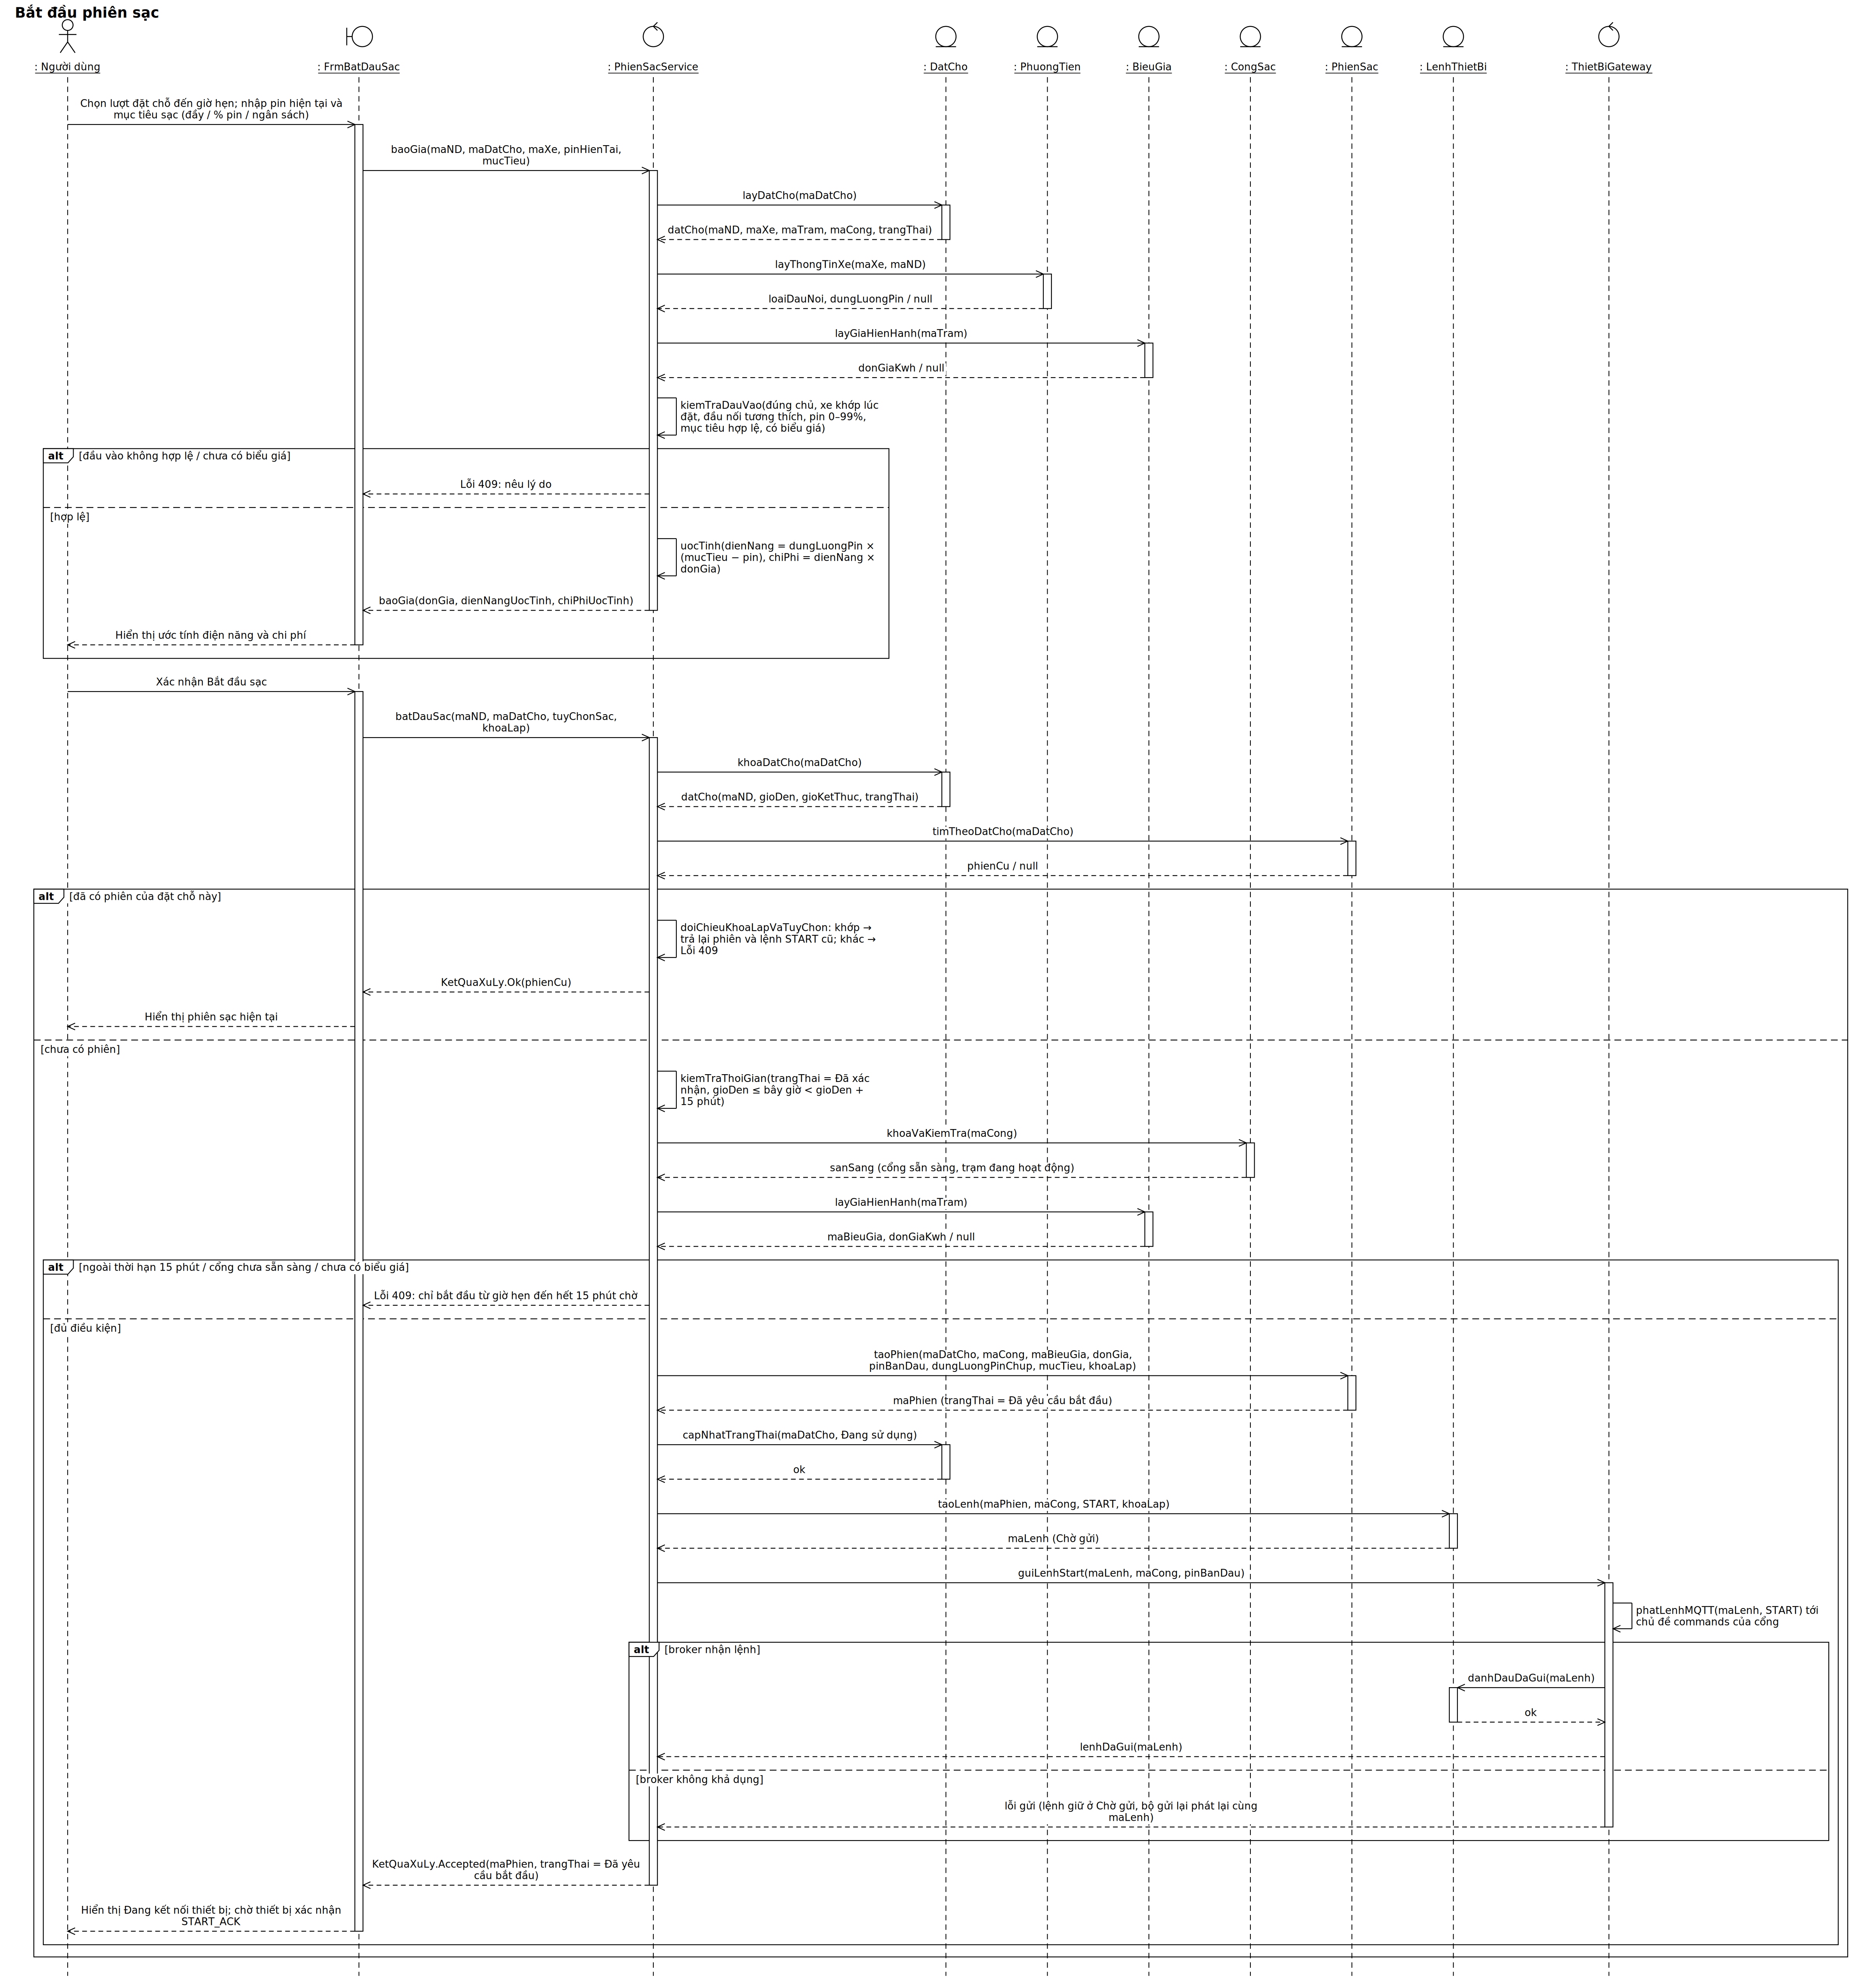 Bắt đầu phiên sạc
: Người dùng
: FrmBatDauSac
: PhienSacService
: DatCho
: PhuongTien
: BieuGia
: CongSac
: PhienSac
: LenhThietBi
: ThietBiGateway
Chọn lượt đặt chỗ đến giờ hẹn; nhập pin hiện tại và
mục tiêu sạc (đầy / % pin / ngân sách)
baoGia(maND, maDatCho, maXe, pinHienTai,
mucTieu)
layDatCho(maDatCho)
datCho(maND, maXe, maTram, maCong, trangThai)
layThongTinXe(maXe, maND)
loaiDauNoi, dungLuongPin / null
layGiaHienHanh(maTram)
donGiaKwh / null
kiemTraDauVao(đúng chủ, xe khớp lúc
đặt, đầu nối tương thích, pin 0–99%,
mục tiêu hợp lệ, có biểu giá)
alt [đầu vào không hợp lệ / chưa có biểu giá]
Lỗi 409: nêu lý do
[hợp lệ]
uocTinh(dienNang = dungLuongPin ×
(mucTieu − pin), chiPhi = dienNang ×
donGia)
baoGia(donGia, dienNangUocTinh, chiPhiUocTinh)
Hiển thị ước tính điện năng và chi phí
Xác nhận Bắt đầu sạc
batDauSac(maND, maDatCho, tuyChonSac,
khoaLap)
khoaDatCho(maDatCho)
datCho(maND, gioDen, gioKetThuc, trangThai)
timTheoDatCho(maDatCho)
phienCu / null
alt [đã có phiên của đặt chỗ này]
doiChieuKhoaLapVaTuyChon: khớp →
trả lại phiên và lệnh START cũ; khác →
Lỗi 409
KetQuaXuLy.Ok(phienCu)
Hiển thị phiên sạc hiện tại
[chưa có phiên]
kiemTraThoiGian(trangThai = Đã xác
nhận, gioDen ≤ bây giờ < gioDen +
15 phút)
khoaVaKiemTra(maCong)
sanSang (cổng sẵn sàng, trạm đang hoạt động)
layGiaHienHanh(maTram)
maBieuGia, donGiaKwh / null
alt [ngoài thời hạn 15 phút / cổng chưa sẵn sàng / chưa có biểu giá]
Lỗi 409: chỉ bắt đầu từ giờ hẹn đến hết 15 phút chờ
[đủ điều kiện]
taoPhien(maDatCho, maCong, maBieuGia, donGia,
pinBanDau, dungLuongPinChup, mucTieu, khoaLap)
maPhien (trangThai = Đã yêu cầu bắt đầu)
capNhatTrangThai(maDatCho, Đang sử dụng)
ok
taoLenh(maPhien, maCong, START, khoaLap)
maLenh (Chờ gửi)
guiLenhStart(maLenh, maCong, pinBanDau)
phatLenhMQTT(maLenh, START) tới
chủ đề commands của cổng
alt [broker nhận lệnh]
danhDauDaGui(maLenh)
ok
lenhDaGui(maLenh)
[broker không khả dụng]
lỗi gửi (lệnh giữ ở Chờ gửi, bộ gửi lại phát lại cùng
maLenh)
KetQuaXuLy.Accepted(maPhien, trangThai = Đã yêu
cầu bắt đầu)
Hiển thị Đang kết nối thiết bị; chờ thiết bị xác nhận
START_ACK